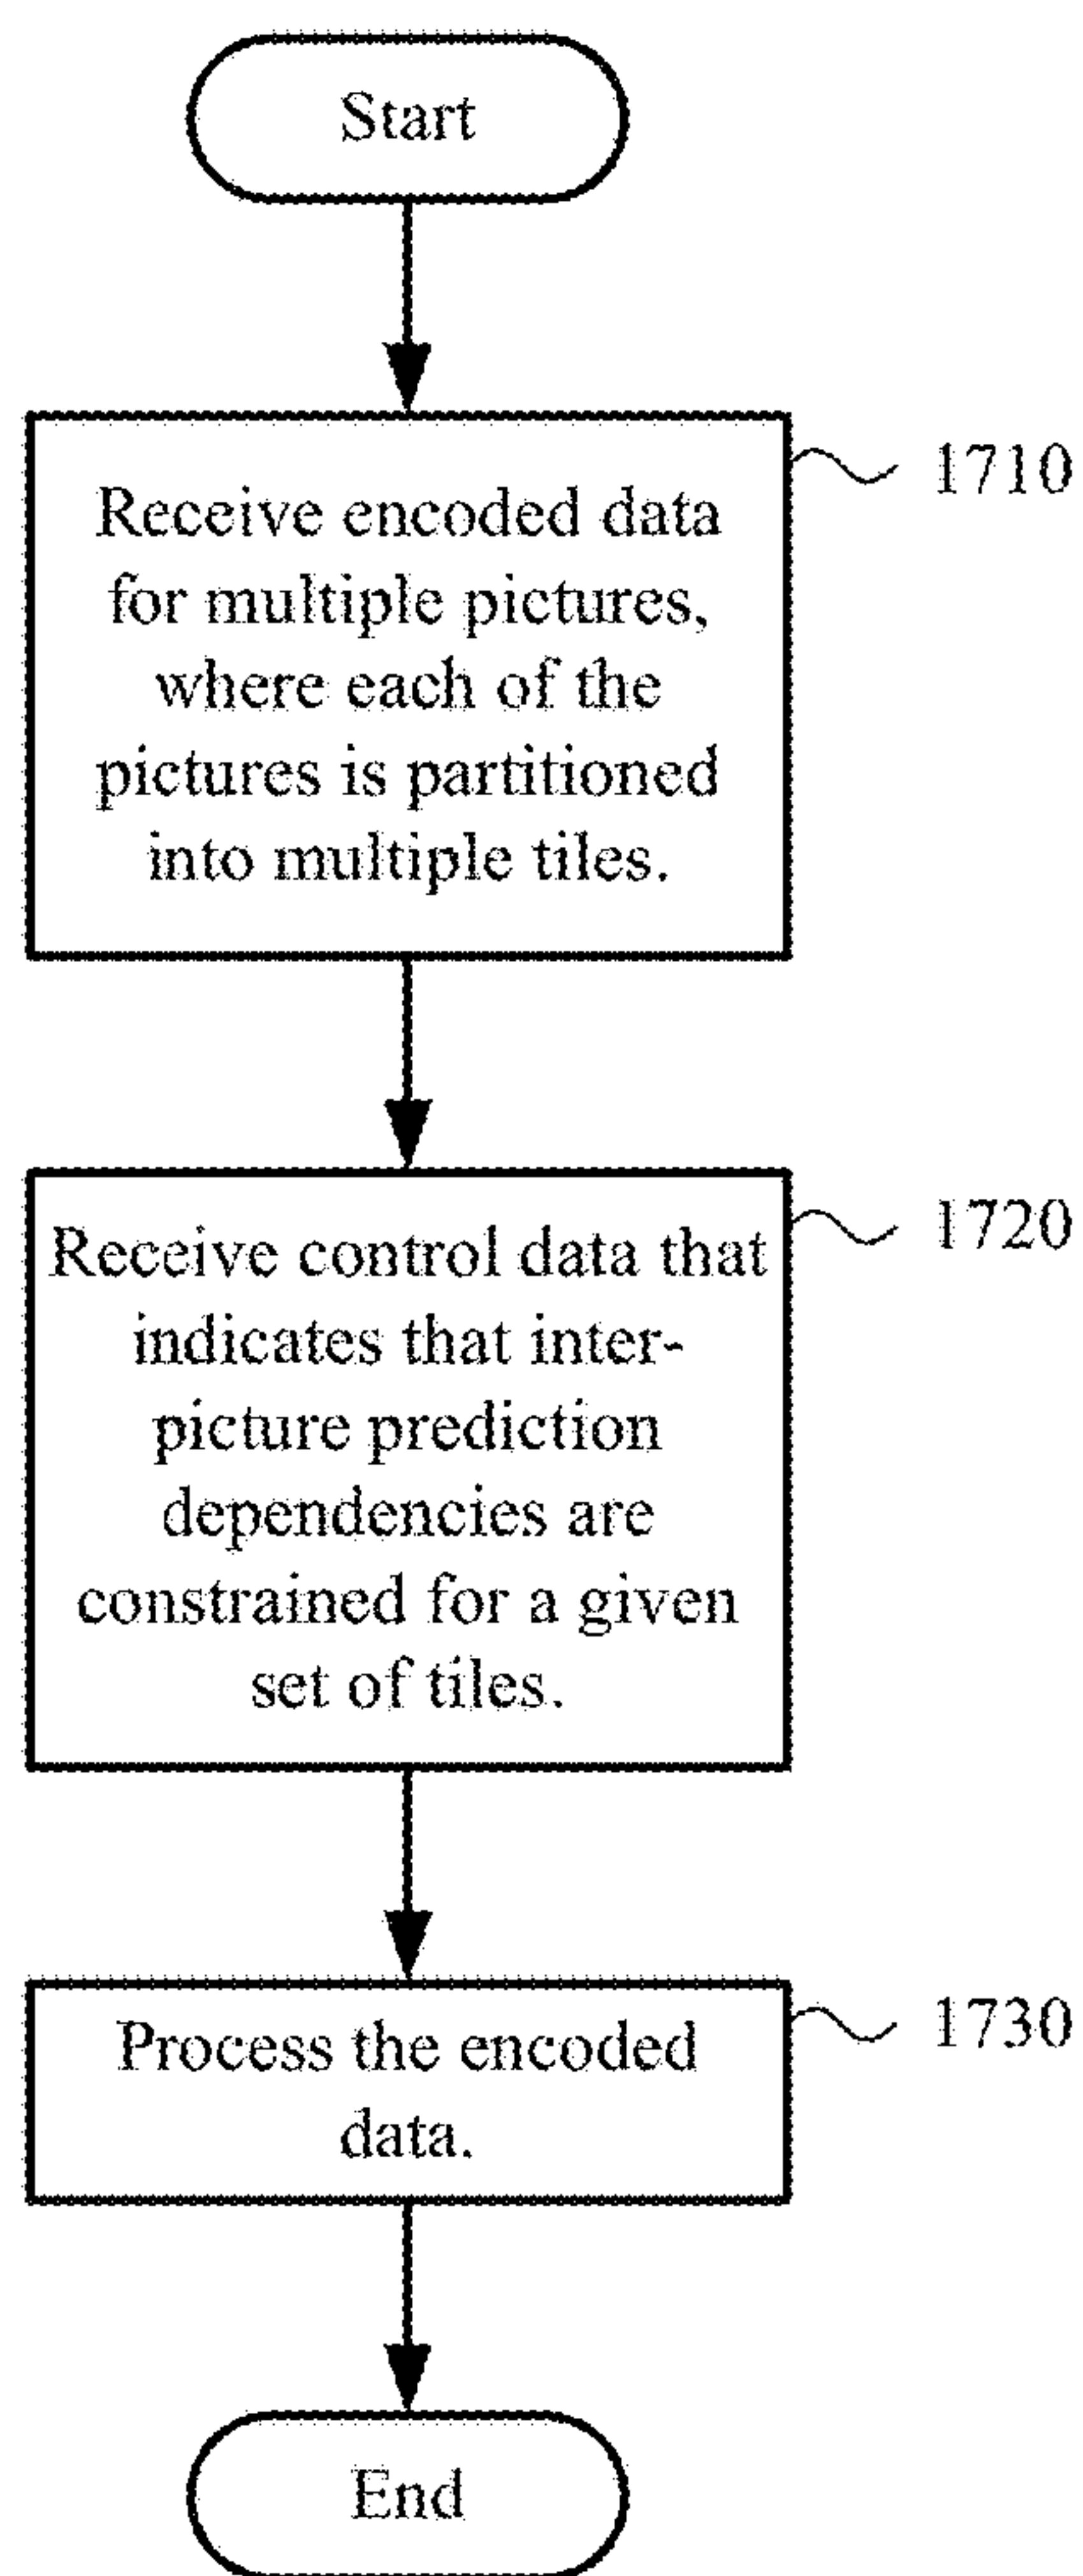 Start
1710
Receive encoded data
for multiple pictures,
where each of the
pictures is partitioned
into multiple tiles.
1720
Receive control data that
indicates that inter-
picture prediction
dependencies are
constrained for a given
set of tiles.
1730
Process the encoded
data.
End